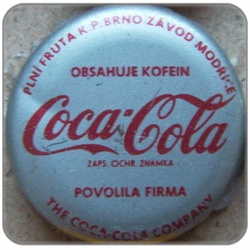 PLNÍ FRUTA K.P. BRNO ZÁVOD MODŘICE
OBSAHUJE KOFEIN
Coca-Cola
ZAPS. OCHR. ZNÁMKA
POVOLILA FIRMA
THE COCA-COLA COMPANY